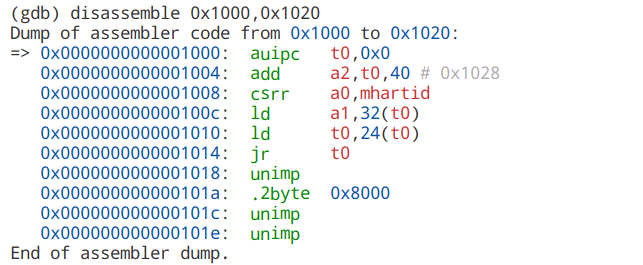 (gdb) disassemble 0x1000,0x1020
Dump of assembler code from 0x1000 to 0x1020:
=> 0x0000000000001000: auipc t0,0x0
0x0000000000001004: add a2,t0,40 # 0x1028
0x0000000000001008: csrr a0,mhartid
0x000000000000100c: ld a1,32(t0)
0x0000000000001010: ld t0,24(t0)
0x0000000000001014: jr t0
0x0000000000001018: unimp
0x000000000000101a: .2byte 0x8000
0x000000000000101c: unimp
0x000000000000101e: unimp
End of assembler dump.